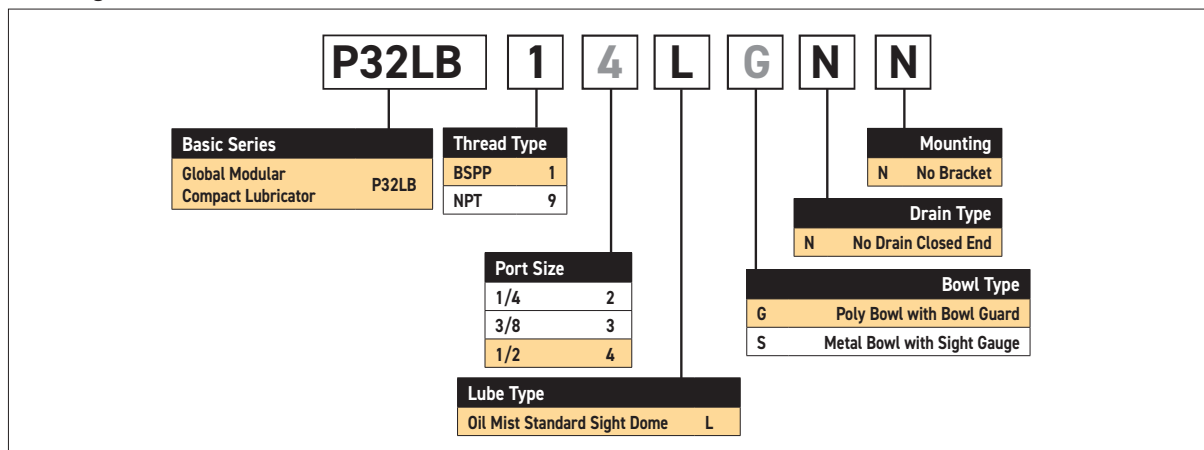 P32LB 1 4 L G N N
Basic Series
Global Modular
Compact Lubricator P32LB
Thread Type
BSPP 1
NPT 9
Mounting
N No Bracket
Drain Type
N No Drain Closed End
Port Size
1/4 2
3/8 3
1/2 4
Bowl Type
G Poly Bowl with Bowl Guard
S Metal Bowl with Sight Gauge
Lube Type
Oil Mist Standard Sight Dome L